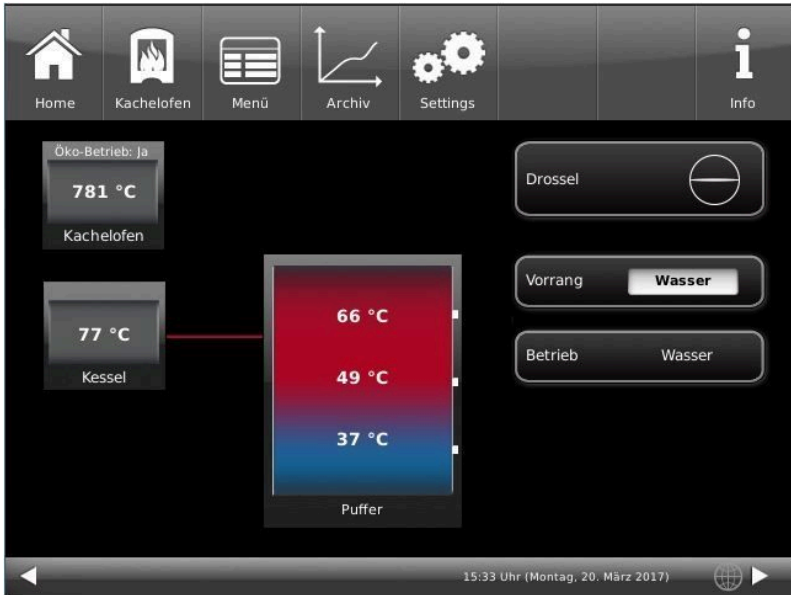 Home
Kachelofen
Menü
Archiv
Settings
Info
Öko-Betrieb: Ja
781 °C
Kachelofen
77 °C
Kessel
66 °C
49 °C
37 °C
Puffer
Drossel
Vorrang Wasser
Betrieb Wasser
15:33 Uhr (Montag, 20. März 2017)